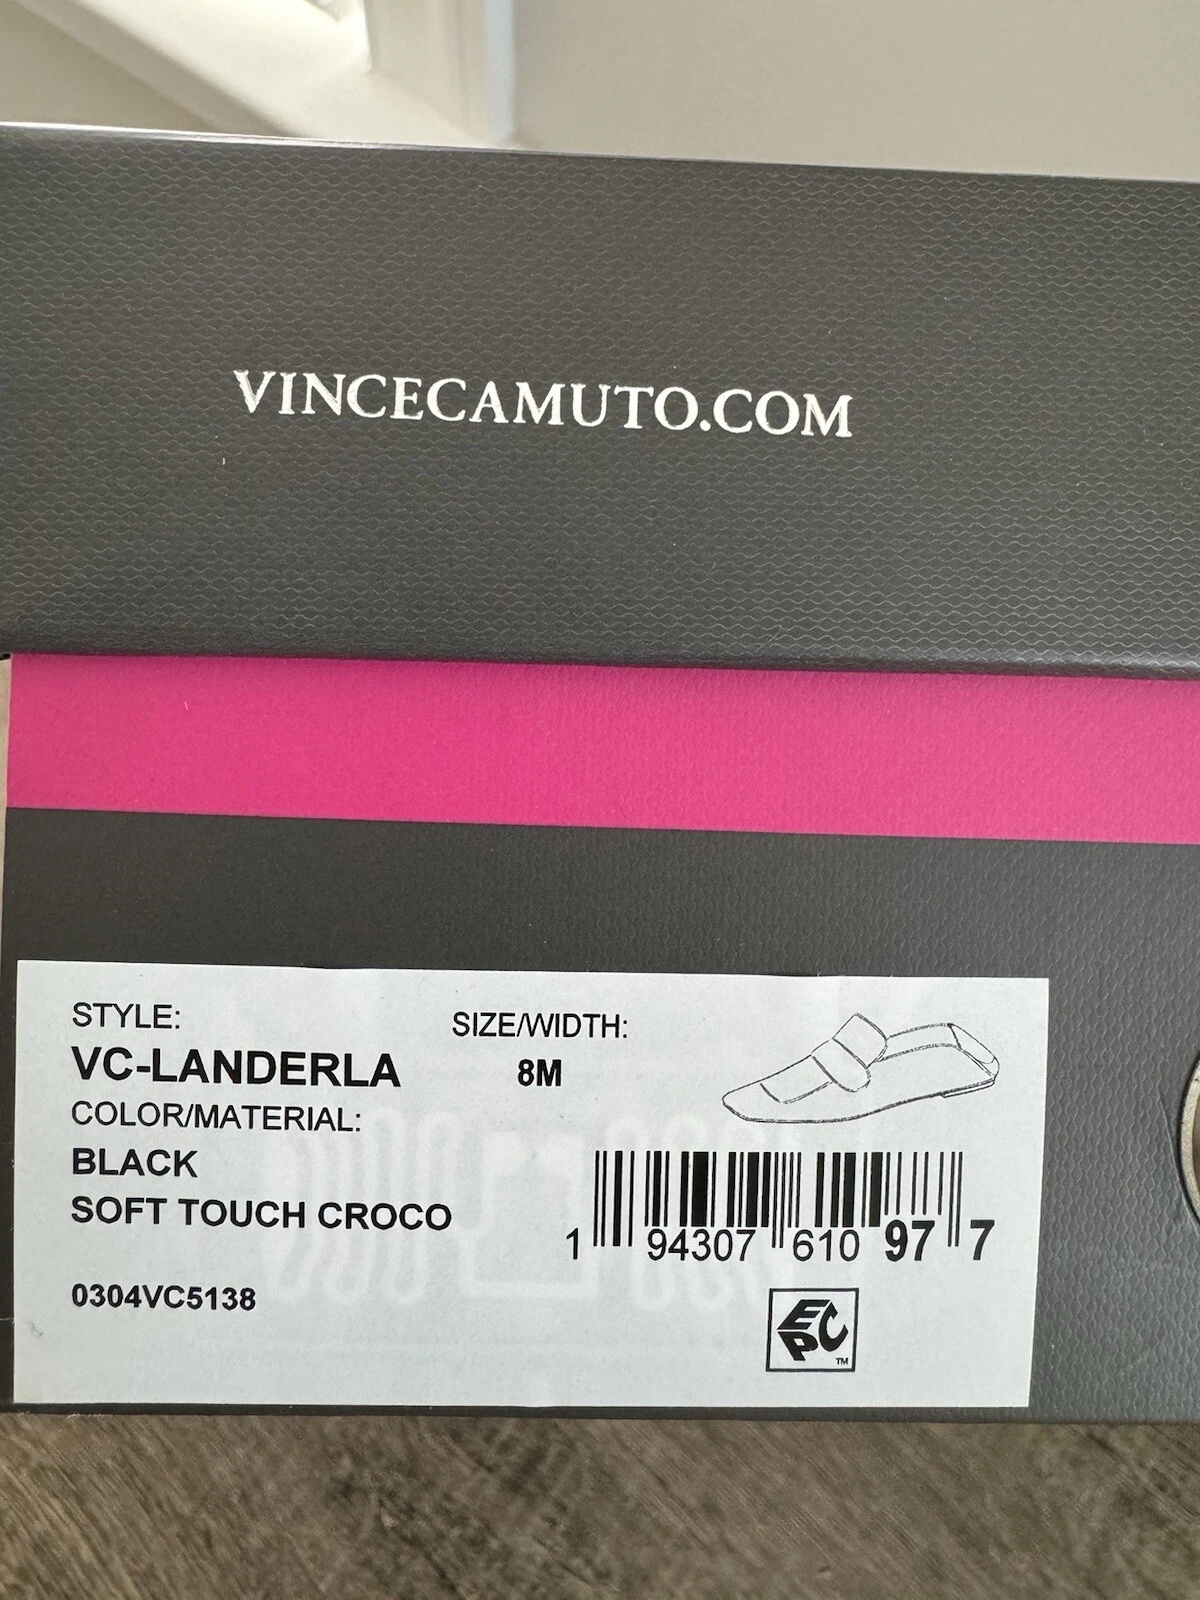 VINCECAMUTO.COM
STYLE:
VC-LANDERLA
SIZE/WIDTH:
8M
COLOR/MATERIAL:
BLACK
SOFT TOUCH CROCO
0304VC5138
1 94307 610 97 7
EPC
TM